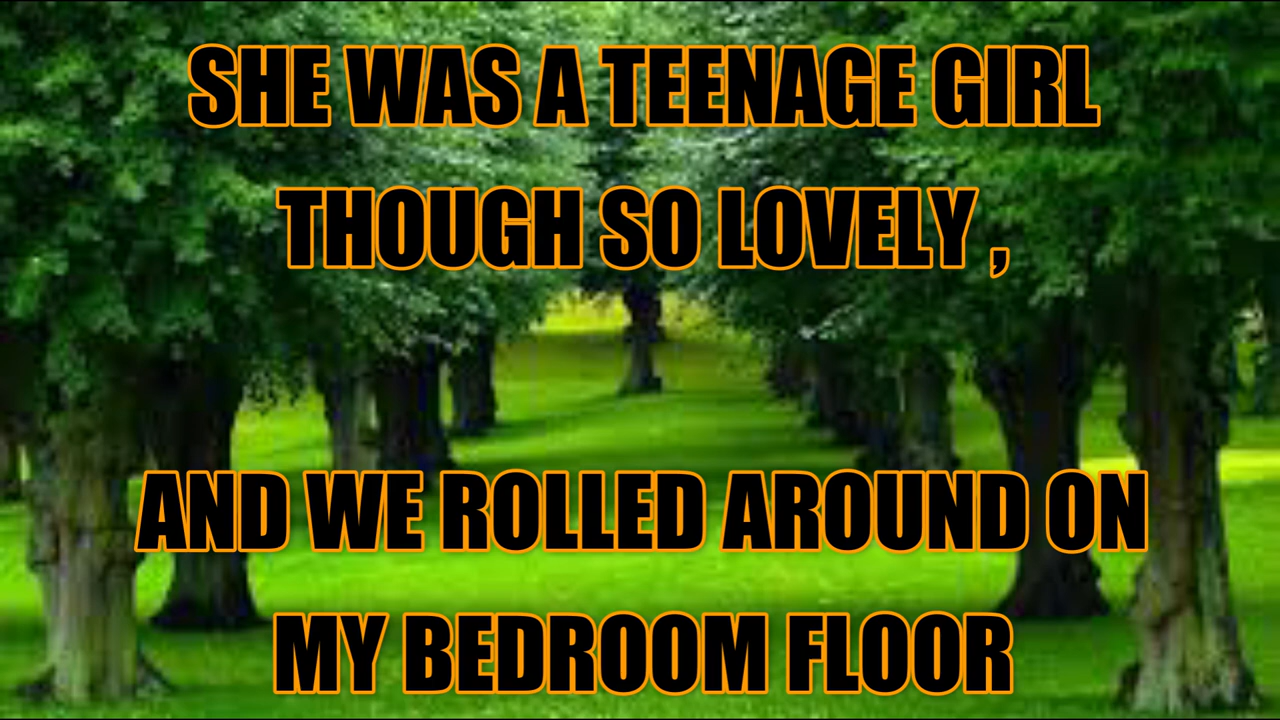 SHE WAS A TEENAGE GIRL
THOUGH SO LOVELY ,
AND WE ROLLED AROUND ON
MY BEDROOM FLOOR